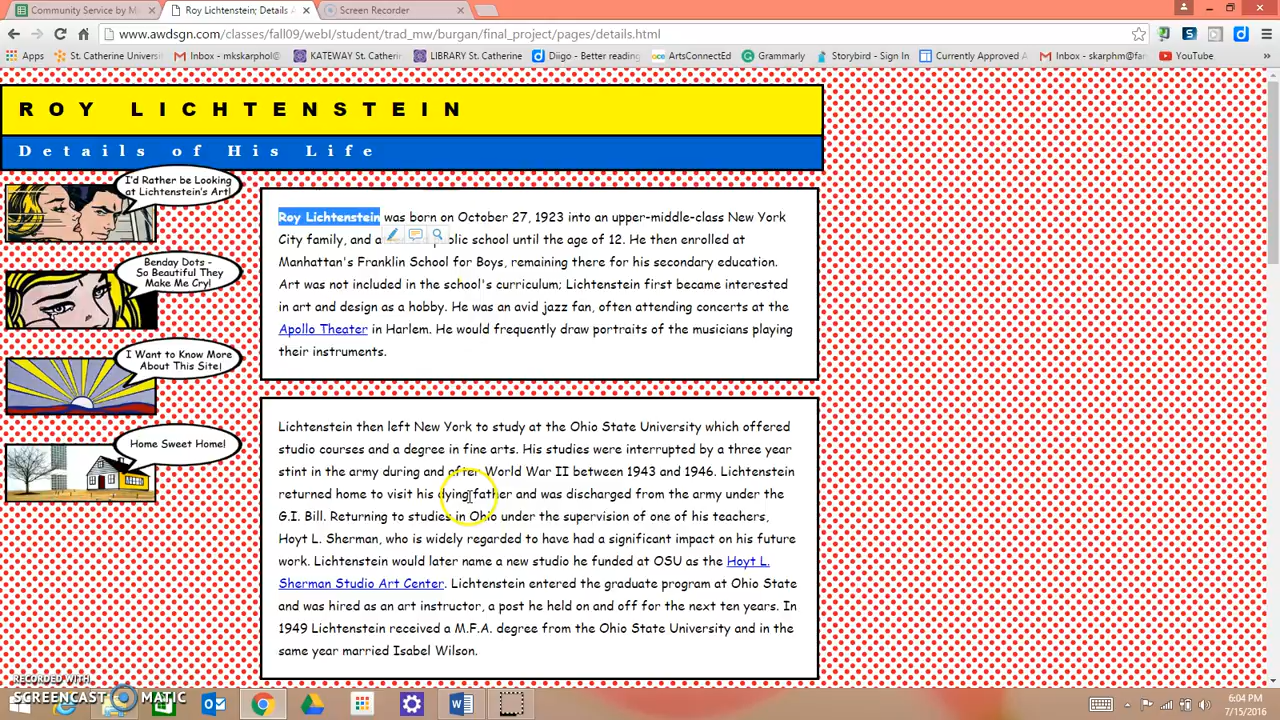 Community Service by M
Roy Lichtenstein; Details
Screen Recorder
www.awdsgn.com/classes/fall09/webI/student/trad_mw/burgan/final_project/pages/details.html
Apps
St. Catherine Universi
Inbox - mkskarphol@
KATEWAY St. Catherin
LIBRARY St. Catherine
Diigo - Better reading
ArtsConnectEd
Grammarly
Storybird - Sign In
Currently Approved A
Inbox - skarphm@far
YouTube
ROY LICHTENSTEIN
Details of His Life
I'd Rather be Looking
at Lichtenstein's Art!
Benday Dots -
So Beautiful They
Make Me Cry!
I Want to Know More
About This Site!
Home Sweet Home!
Roy Lichtenstein was born on October 27, 1923 into an upper-middle-class New York
City family, and a blic school until the age of 12. He then enrolled at
Manhattan's Franklin School for Boys, remaining there for his secondary education.
Art was not included in the school's curriculum; Lichtenstein first became interested
in art and design as a hobby. He was an avid jazz fan, often attending concerts at the
Apollo Theater in Harlem. He would frequently draw portraits of the musicians playing
their instruments.
Lichtenstein then left New York to study at the Ohio State University which offered
studio courses and a degree in fine arts. His studies were interrupted by a three year
stint in the army during and after World War II between 1943 and 1946. Lichtenstein
returned home to visit his dying father and was discharged from the army under the
G.I. Bill. Returning to studies in Ohio under the supervision of one of his teachers,
Hoyt L. Sherman, who is widely regarded to have had a significant impact on his future
work. Lichtenstein would later name a new studio he funded at OSU as the Hoyt L.
Sherman Studio Art Center. Lichtenstein entered the graduate program at Ohio State
and was hired as an art instructor, a post he held on and off for the next ten years. In
1949 Lichtenstein received a M.F.A. degree from the Ohio State University and in the
same year married Isabel Wilson.
RECORDED WITH
SCREENCAST MATIC
6:04 PM
7/15/2016